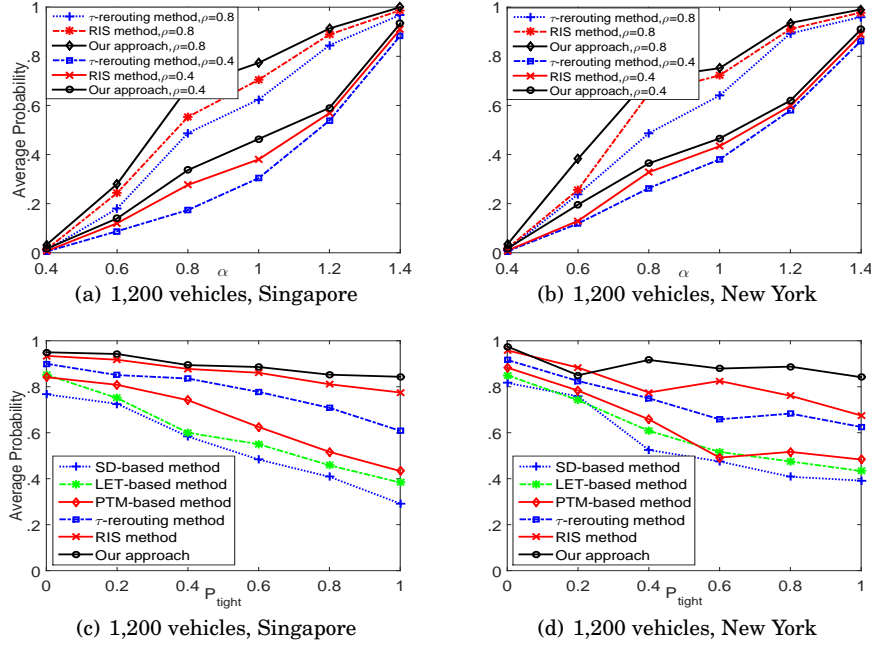 Average Probability
1
.8
.6
.4
.2
0
τ-rerouting method,ρ=0.8
RIS method,ρ=0.8
Our approach,ρ=0.8
τ-rerouting method,ρ=0.4
RIS method,ρ=0.4
Our approach,ρ=0.4
0.4 0.6 0.8 1 1.2 1.4
α
(a) 1,200 vehicles, Singapore
1
.8
.6
.4
.2
0
τ-rerouting method,ρ=0.8
RIS method,ρ=0.8
Our approach,ρ=0.8
τ-rerouting method,ρ=0.4
RIS method,ρ=0.4
Our approach,ρ=0.4
0.4 0.6 0.8 1 1.2 1.4
α
(b) 1,200 vehicles, New York
Average Probability
1
.8
.6
.4
.2
0
SD-based method
LET-based method
PTM-based method
τ-rerouting method
RIS method
Our approach
0 0.2 0.4 0.6 0.8 1
P_tight
(c) 1,200 vehicles, Singapore
1
.8
.6
.4
.2
0
SD-based method
LET-based method
PTM-based method
τ-rerouting method
RIS method
Our approach
0 0.2 0.4 0.6 0.8 1
P_tight
(d) 1,200 vehicles, New York